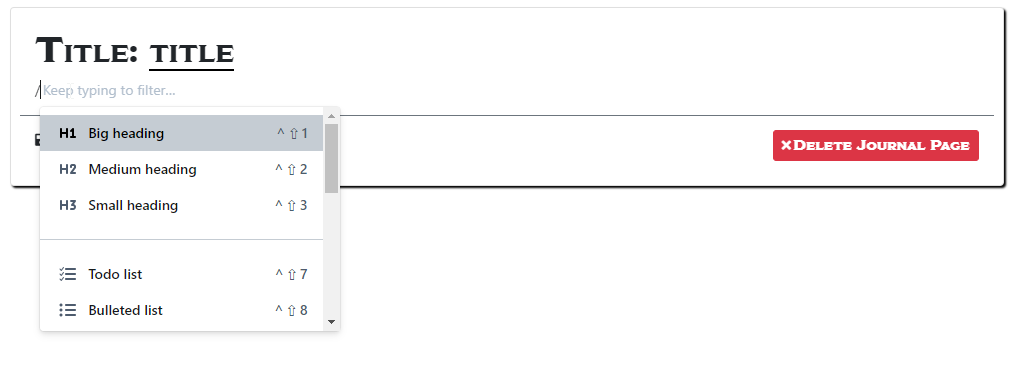 Title: title
/Keep typing to filter...
H1 Big heading ^ ⇧ 1
H2 Medium heading ^ ⇧ 2
H3 Small heading ^ ⇧ 3
Todo list ^ ⇧ 7
Bulleted list ^ ⇧ 8
×Delete Journal Page